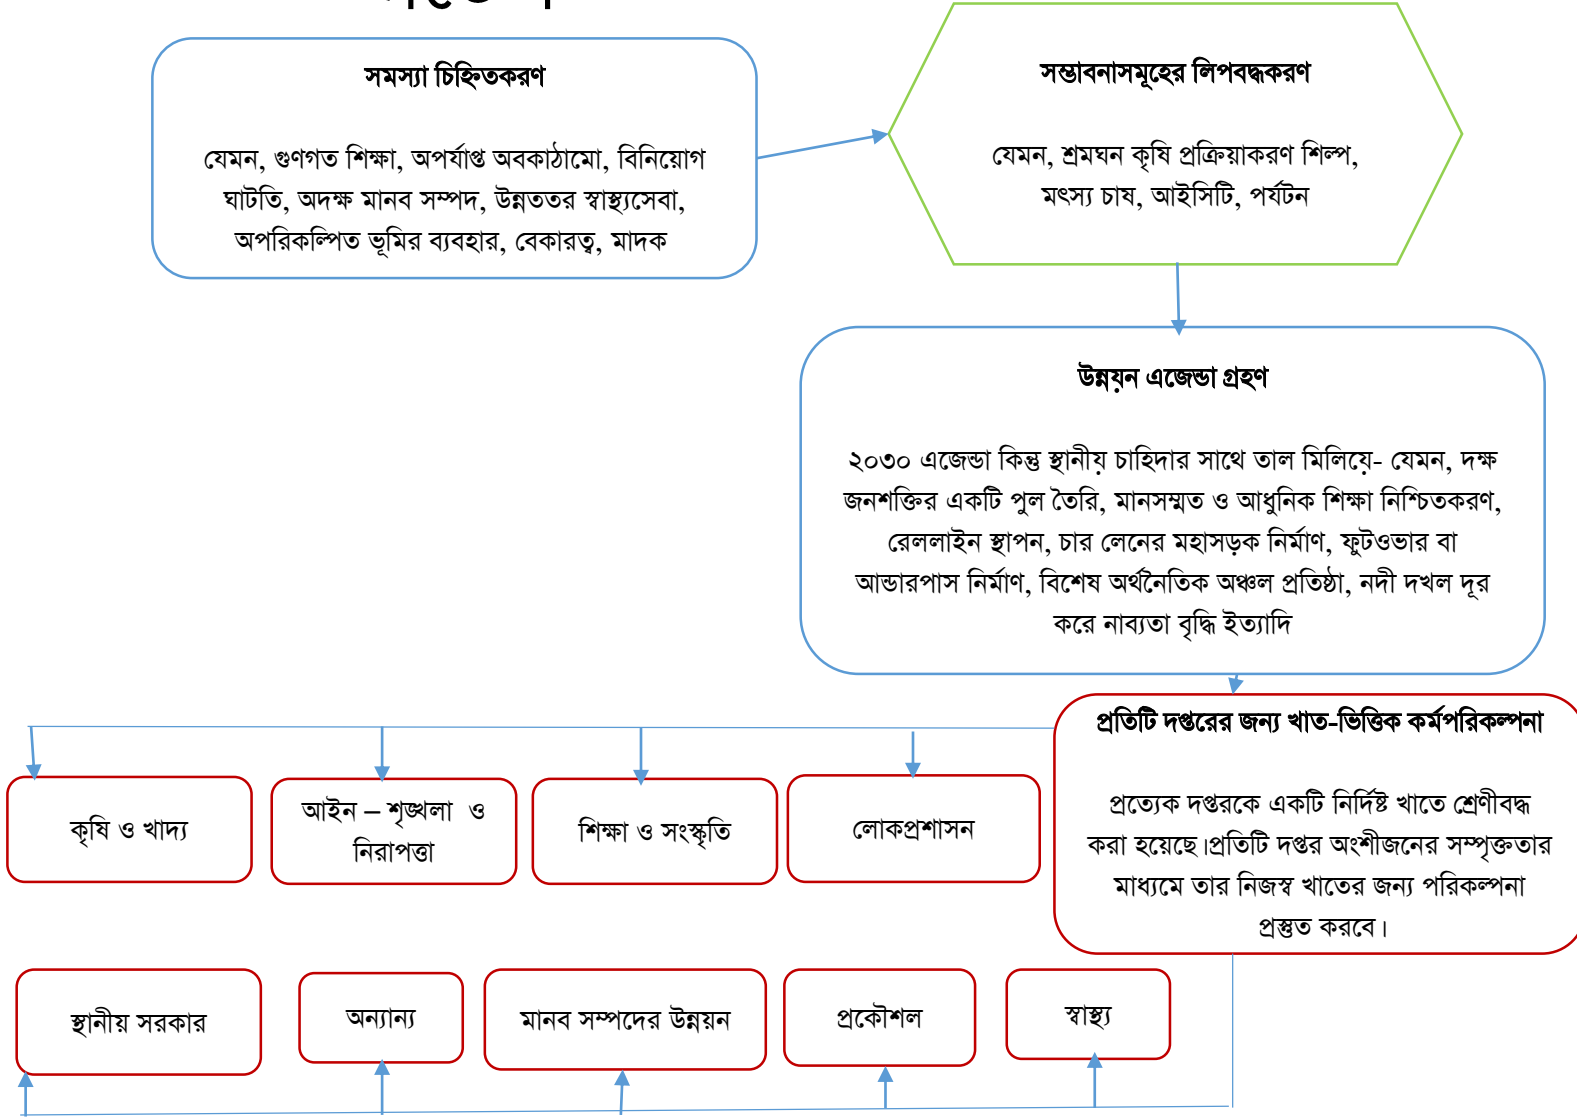 সমস্যা চিহ্নিতকরণ
যেমন, গুণগত শিক্ষা, অপর্যাপ্ত অবকাঠামো, বিনিয়োগ
ঘাটতি, অদক্ষ মানব সম্পদ, উন্নততর স্বাস্থ্যসেবা,
অপরিকল্পিত ভূমির ব্যবহার, বেকারত্ব, মাদক
সম্ভাবনাসমূহের লিপবদ্ধকরণ
যেমন, শ্রমঘন কৃষি প্রক্রিয়াকরণ শিল্প,
মৎস্য চাষ, আইসিটি, পর্যটন
উন্নয়ন এজেন্ডা গ্রহণ
২০৩০ এজেন্ডা কিন্তু স্থানীয় চাহিদার সাথে তাল মিলিয়ে- যেমন, দক্ষ
জনশক্তির একটি পুল তৈরি, মানসম্মত ও আধুনিক শিক্ষা নিশ্চিতকরণ,
রেললাইন স্থাপন, চার লেনের মহাসড়ক নির্মাণ, ফুটওভার বা
আন্ডারপাস নির্মাণ, বিশেষ অর্থনৈতিক অঞ্চল প্রতিষ্ঠা, নদী দখল দূর
করে নাব্যতা বৃদ্ধি ইত্যাদি
প্রতিটি দপ্তরের জন্য খাত-ভিত্তিক কর্মপরিকল্পনা
প্রত্যেক দপ্তরকে একটি নির্দিষ্ট খাতে শ্রেণীবদ্ধ
করা হয়েছে।প্রতিটি দপ্তর অংশীজনের সম্পৃক্ততার
মাধ্যমে তার নিজস্ব খাতের জন্য পরিকল্পনা
প্রস্তুত করবে।
কৃষি ও খাদ্য
আইন – শৃঙ্খলা ও
নিরাপত্তা
শিক্ষা ও সংস্কৃতি
লোকপ্রশাসন
স্থানীয় সরকার
অন্যান্য
মানব সম্পদের উন্নয়ন
প্রকৌশল
স্বাস্থ্য